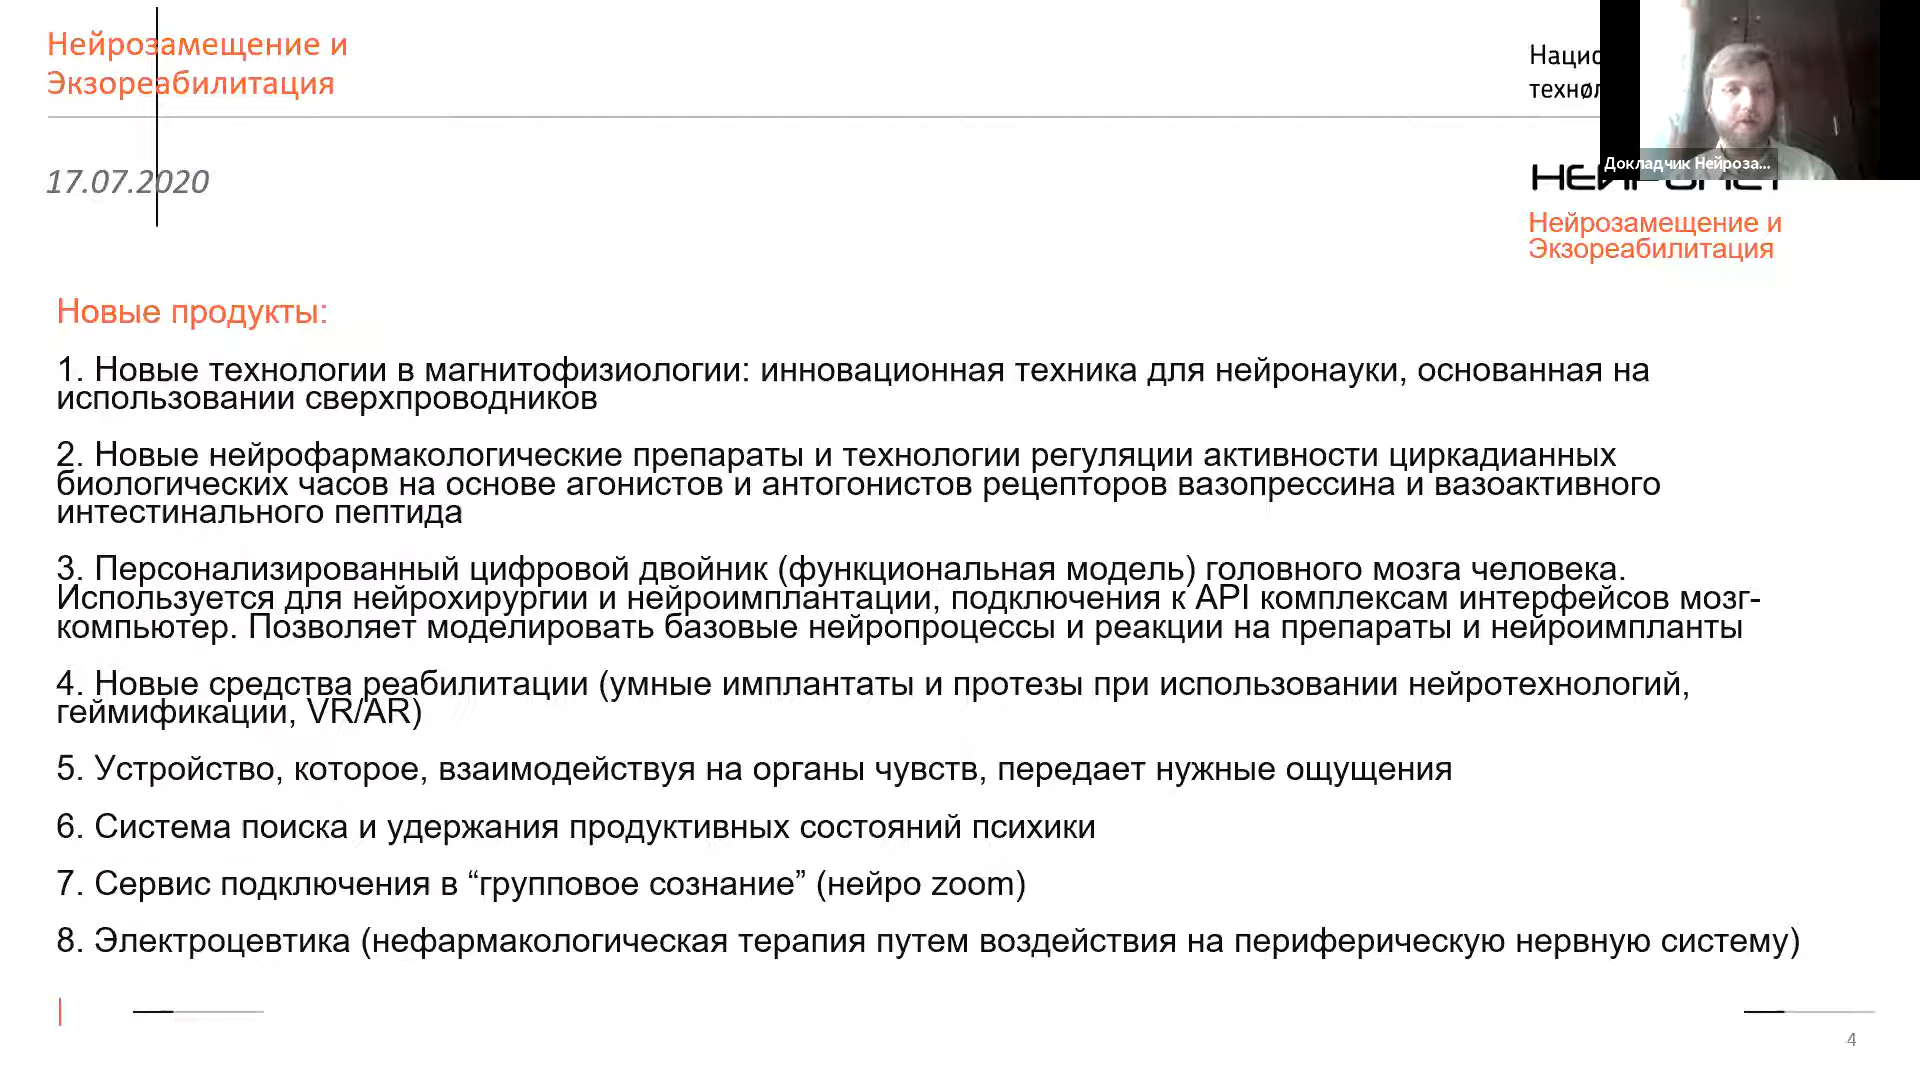 Нейрозамещение и
Экзореабилитация
17.07.2020
Докладчик Нейроза...
Нейрозамещение и
Экзореабилитация
Новые продукты:
1. Новые технологии в магнитофизиологии: инновационная техника для нейронауки, основанная на
использовании сверхпроводников
2. Новые нейрофармакологические препараты и технологии регуляции активности циркадианных
биологических часов на основе агонистов и антогонистов рецепторов вазопрессина и вазоактивного
интестинального пептида
3. Персонализированный цифровой двойник (функциональная модель) головного мозга человека.
Используется для нейрохирургии и нейроимплантации, подключения к API комплексам интерфейсов мозг-
компьютер. Позволяет моделировать базовые нейропроцессы и реакции на препараты и нейроимпланты
4. Новые средства реабилитации (умные имплантаты и протезы при использовании нейротехнологий,
геймификации, VR/AR)
5. Устройство, которое, взаимодействуя на органы чувств, передает нужные ощущения
6. Система поиска и удержания продуктивных состояний психики
7. Сервис подключения в “групповое сознание” (нейро zoom)
8. Электроцевтика (нефармакологическая терапия путем воздействия на периферическую нервную систему)
4